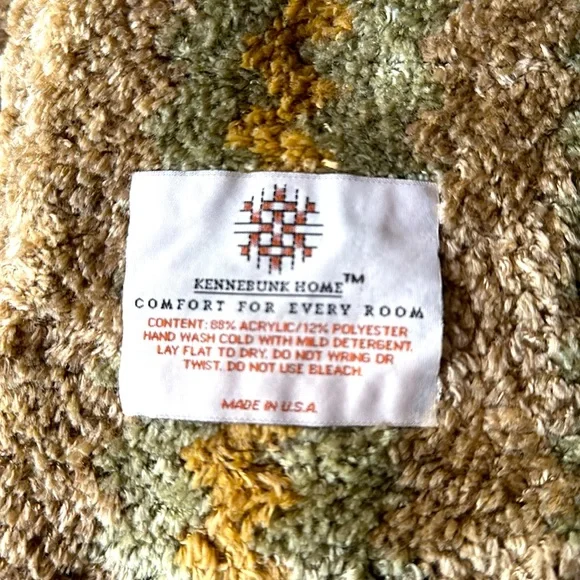 KENNEBUNK HOME™
COMFORT FOR EVERY ROOM
CONTENT: 88% ACRYLIC/12% POLYESTER
HAND WASH COLD WITH MILD DETERGENT.
LAY FLAT TO DRY. DO NOT WRING OR
TWIST. DO NOT USE BLEACH.
MADE IN U.S.A.